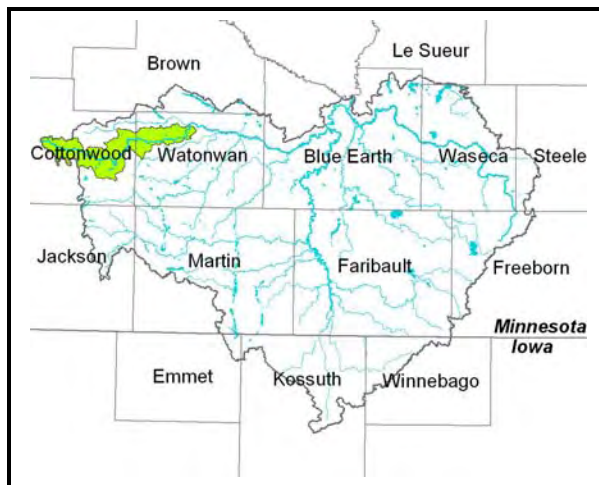 Le Sueur
Brown
Cottonwood
Watonwan
Blue Earth
Waseca
Steele
Jackson
Martin
Faribault
Freeborn
Minnesota
Iowa
Emmet
Kossuth
Winnebago